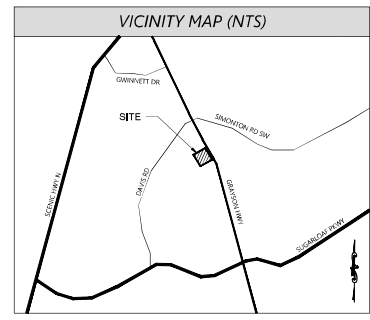 VICINITY MAP (NTS)
GWINNETT DR
SITE
SIMONTON RD SW
SCENIC HWY N
DAVIS RD
GRAYSON HWY
SUGARLOAF PKWY